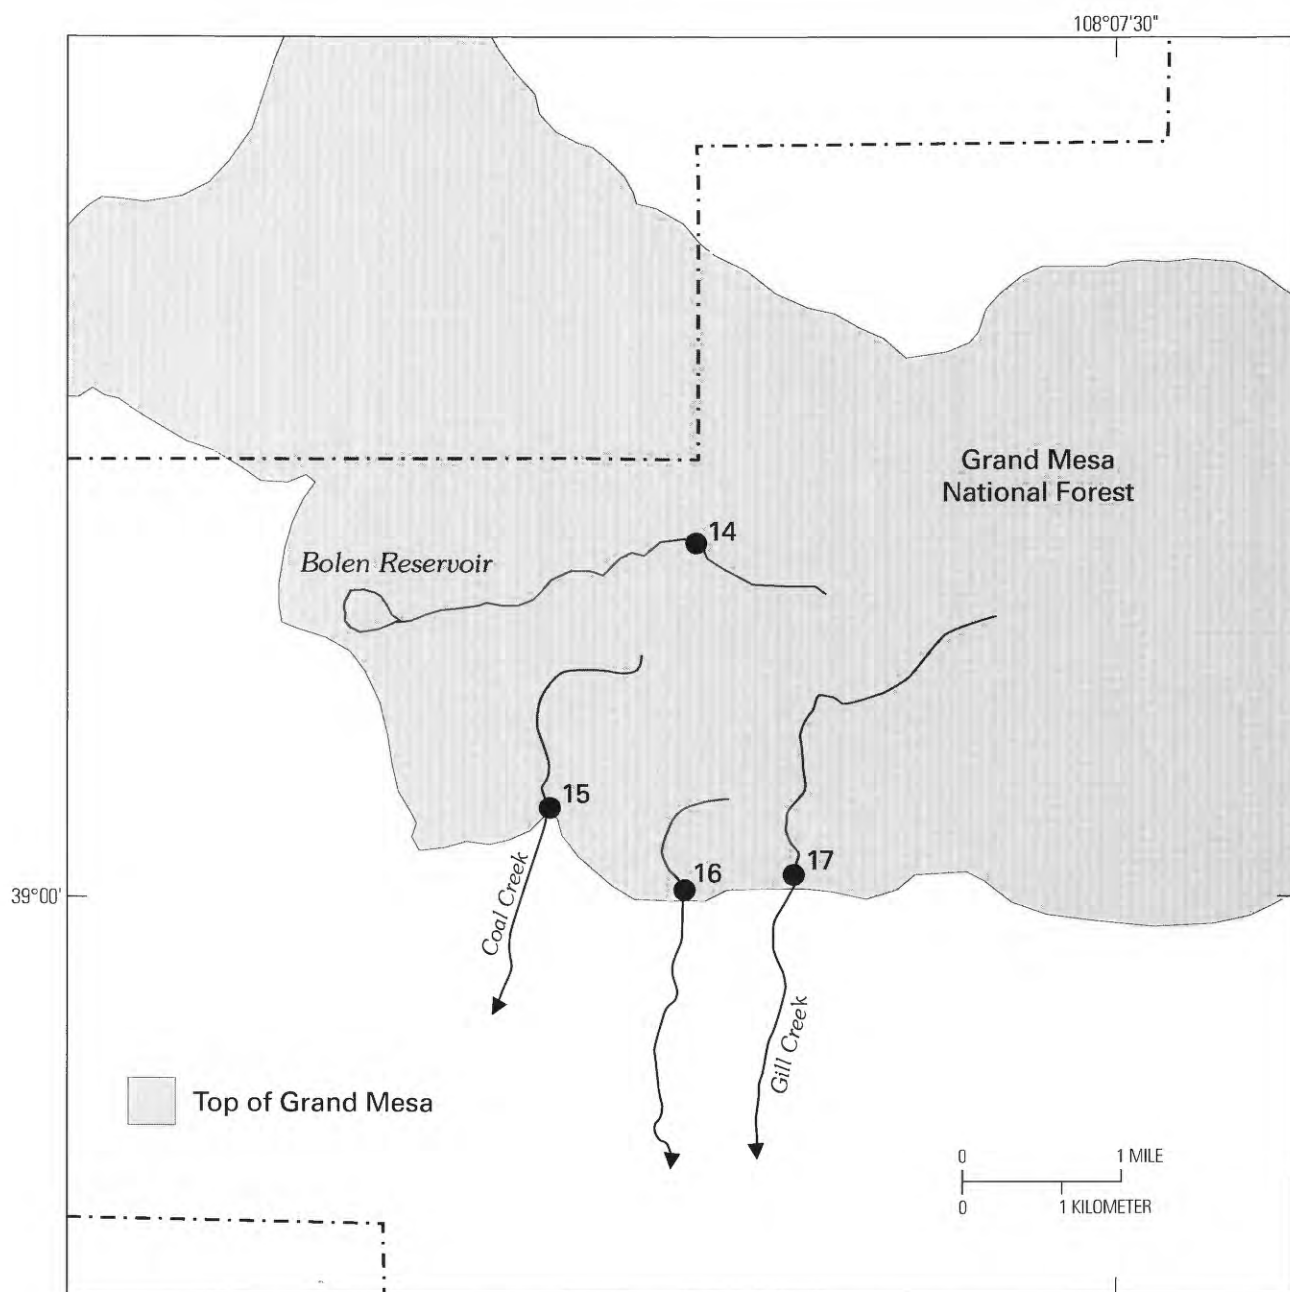 108°07'30"
Grand Mesa
National Forest
14
Bolen Reservoir
15
16
17
39°00'
Coal Creek
Gill Creek
Top of Grand Mesa
0 1 MILE
0 1 KILOMETER